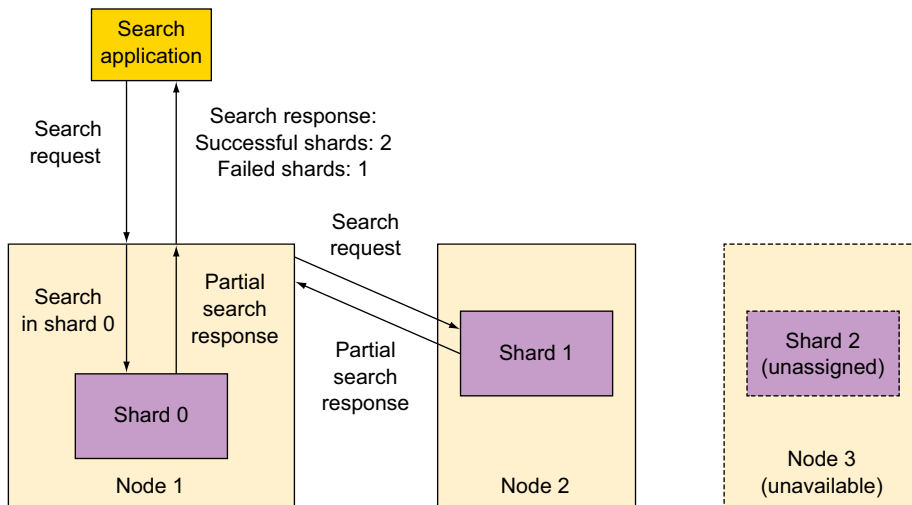 Search
application
Search
request
Search response:
Successful shards: 2
Failed shards: 1
Search
request
Search
in shard 0
Partial
search
response
Partial
search
response
Shard 0
Shard 1
Shard 2
(unassigned)
Node 1
Node 2
Node 3
(unavailable)